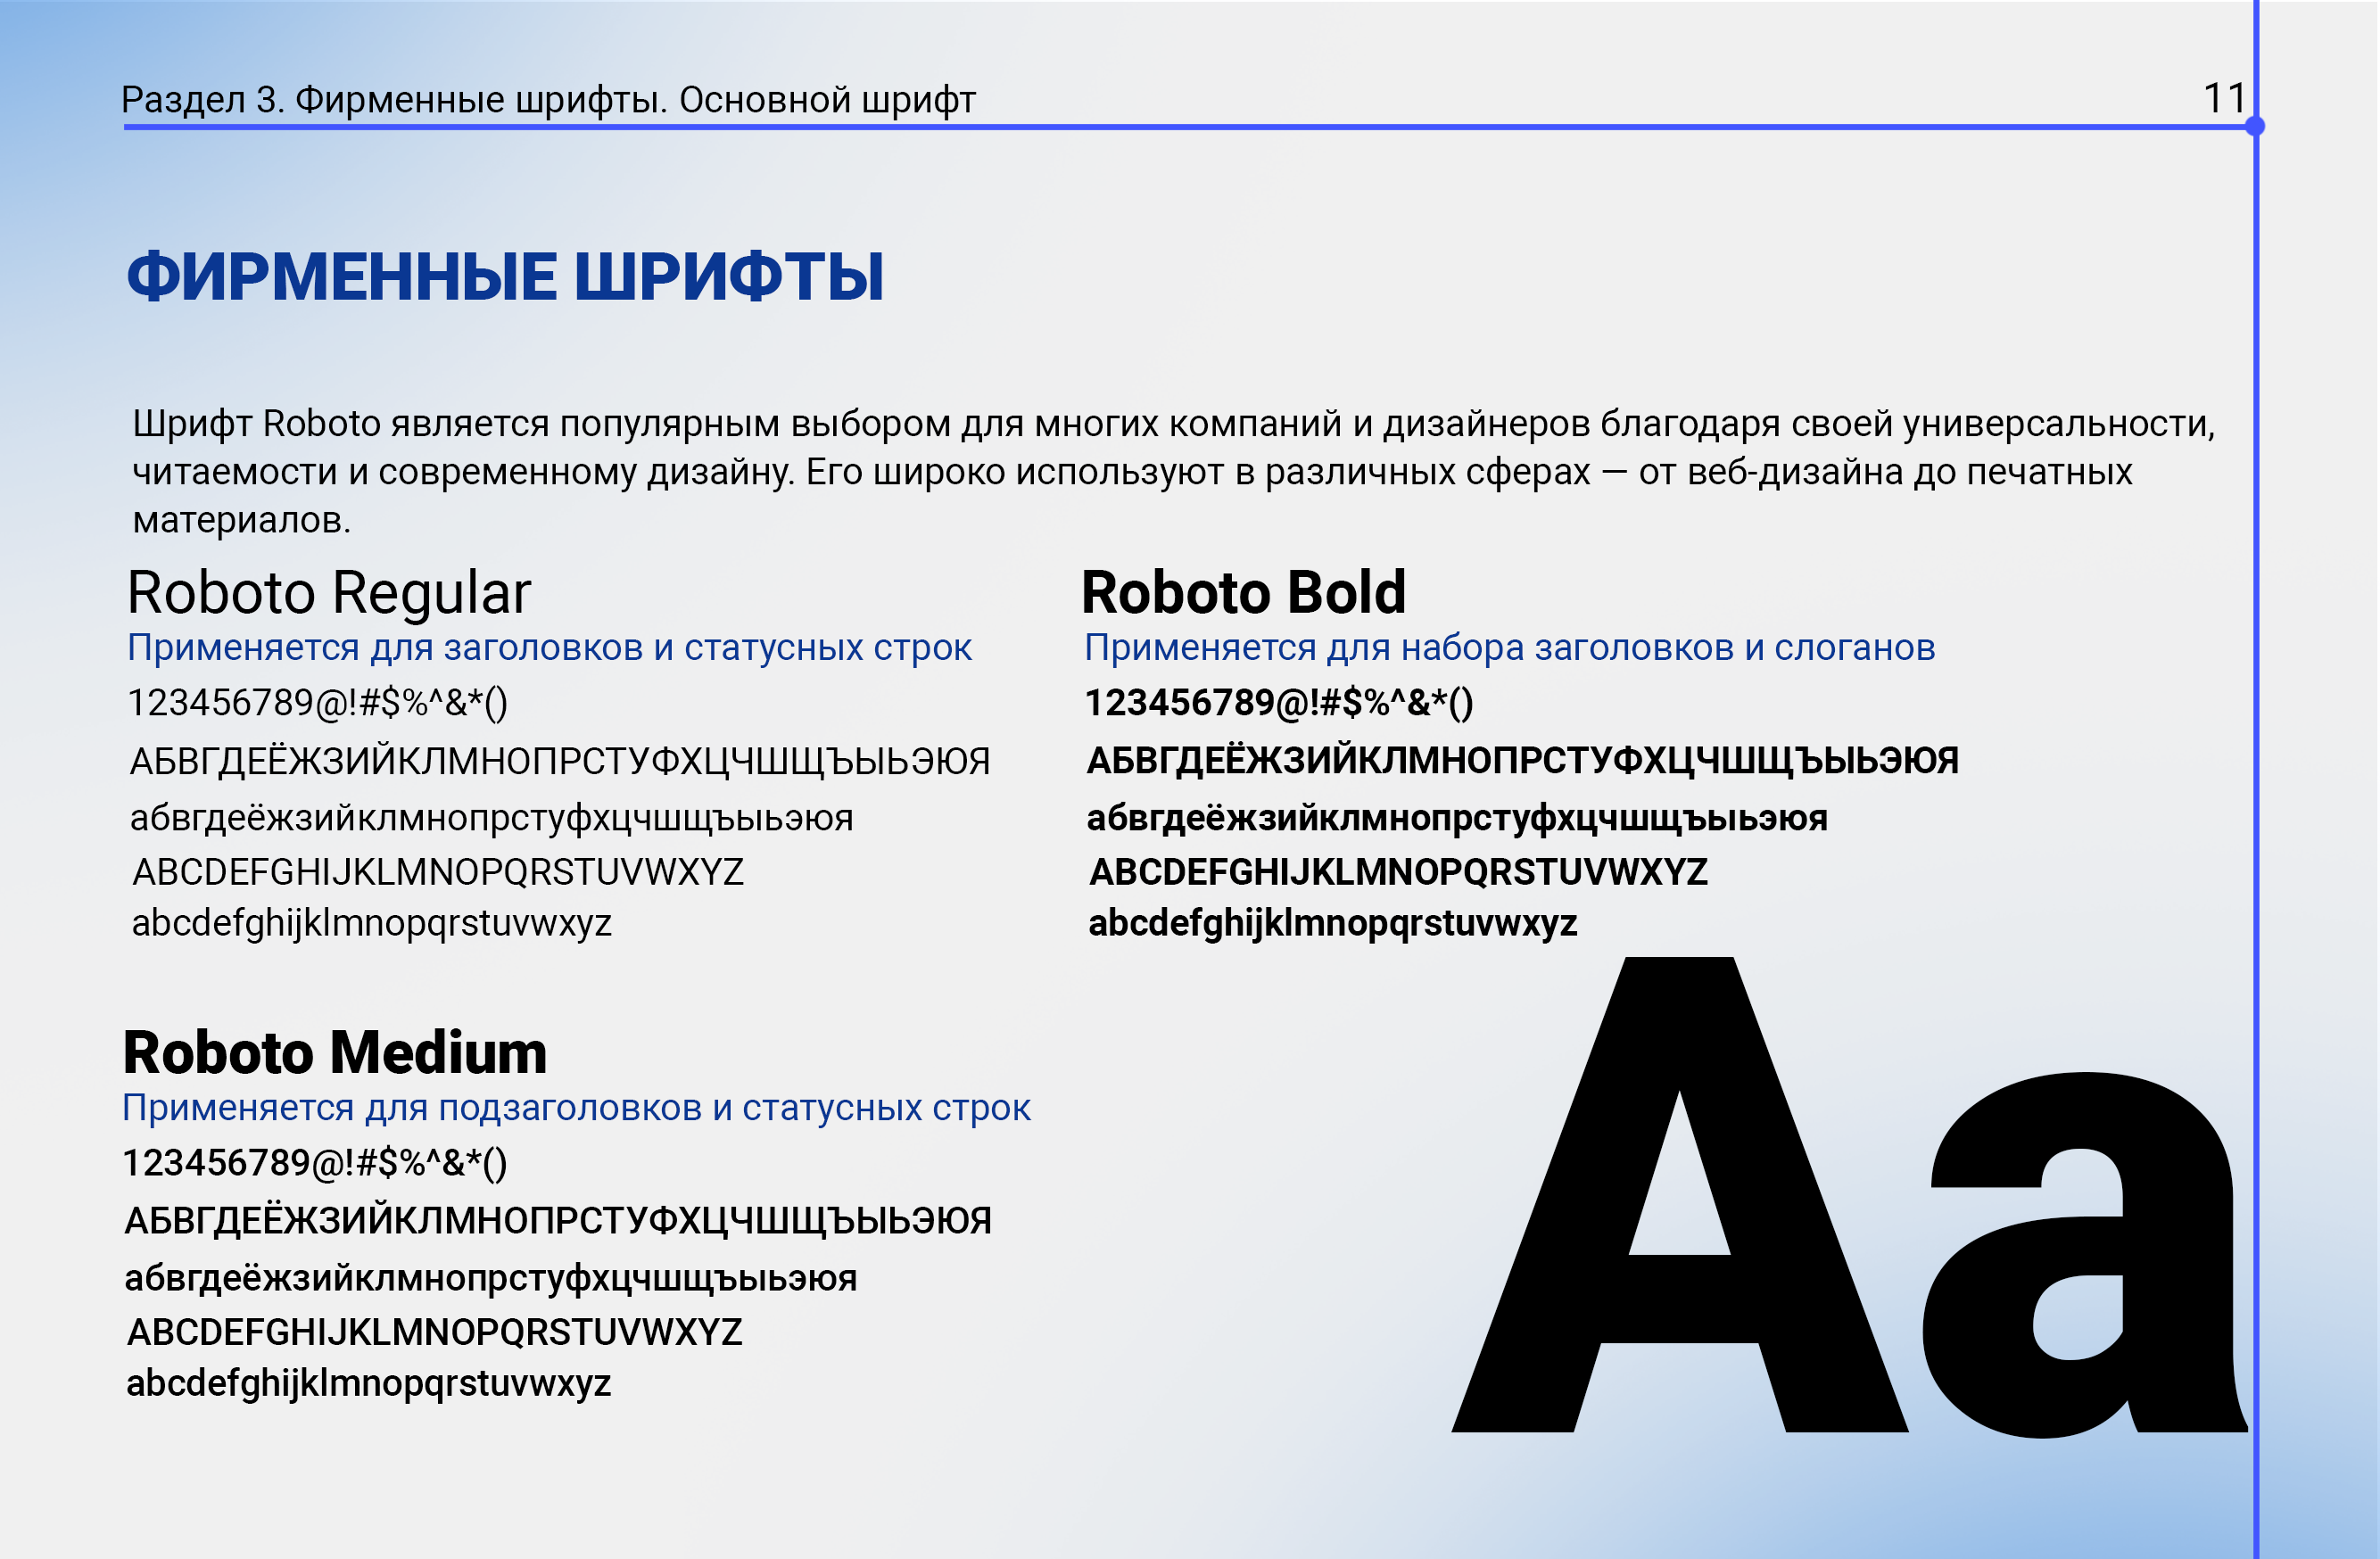 Раздел 3. Фирменные шрифты. Основной шрифт
11
ФИРМЕННЫЕ ШРИФТЫ
Шрифт Roboto является популярным выбором для многих компаний и дизайнеров благодаря своей универсальности,
читаемости и современному дизайну. Его широко используют в различных сферах — от веб-дизайна до печатных
материалов.
Roboto Regular
Применяется для заголовков и статусных строк
123456789@!#$%^&*()
АБВГДЕЁЖЗИЙКЛМНОПРСТУФХЦЧШЩЪЫЬЭЮЯ
абвгдеёжзийклмнопрстуфхцчшщъыьэюя
ABCDEFGHIJKLMNOPQRSTUVWXYZ
abcdefghijklmnopqrstuvwxyz
Roboto Bold
Применяется для набора заголовков и слоганов
123456789@!#$%^&*()
АБВГДЕЁЖЗИЙКЛМНОПРСТУФХЦЧШЩЪЫЬЭЮЯ
абвгдеёжзийклмнопрстуфхцчшщъыьэюя
ABCDEFGHIJKLMNOPQRSTUVWXYZ
abcdefghijklmnopqrstuvwxyz
Roboto Medium
Применяется для подзаголовков и статусных строк
123456789@!#$%^&*()
АБВГДЕЁЖЗИЙКЛМНОПРСТУФХЦЧШЩЪЫЬЭЮЯ
абвгдеёжзийклмнопрстуфхцчшщъыьэюя
ABCDEFGHIJKLMNOPQRSTUVWXYZ
abcdefghijklmnopqrstuvwxyz
Aa